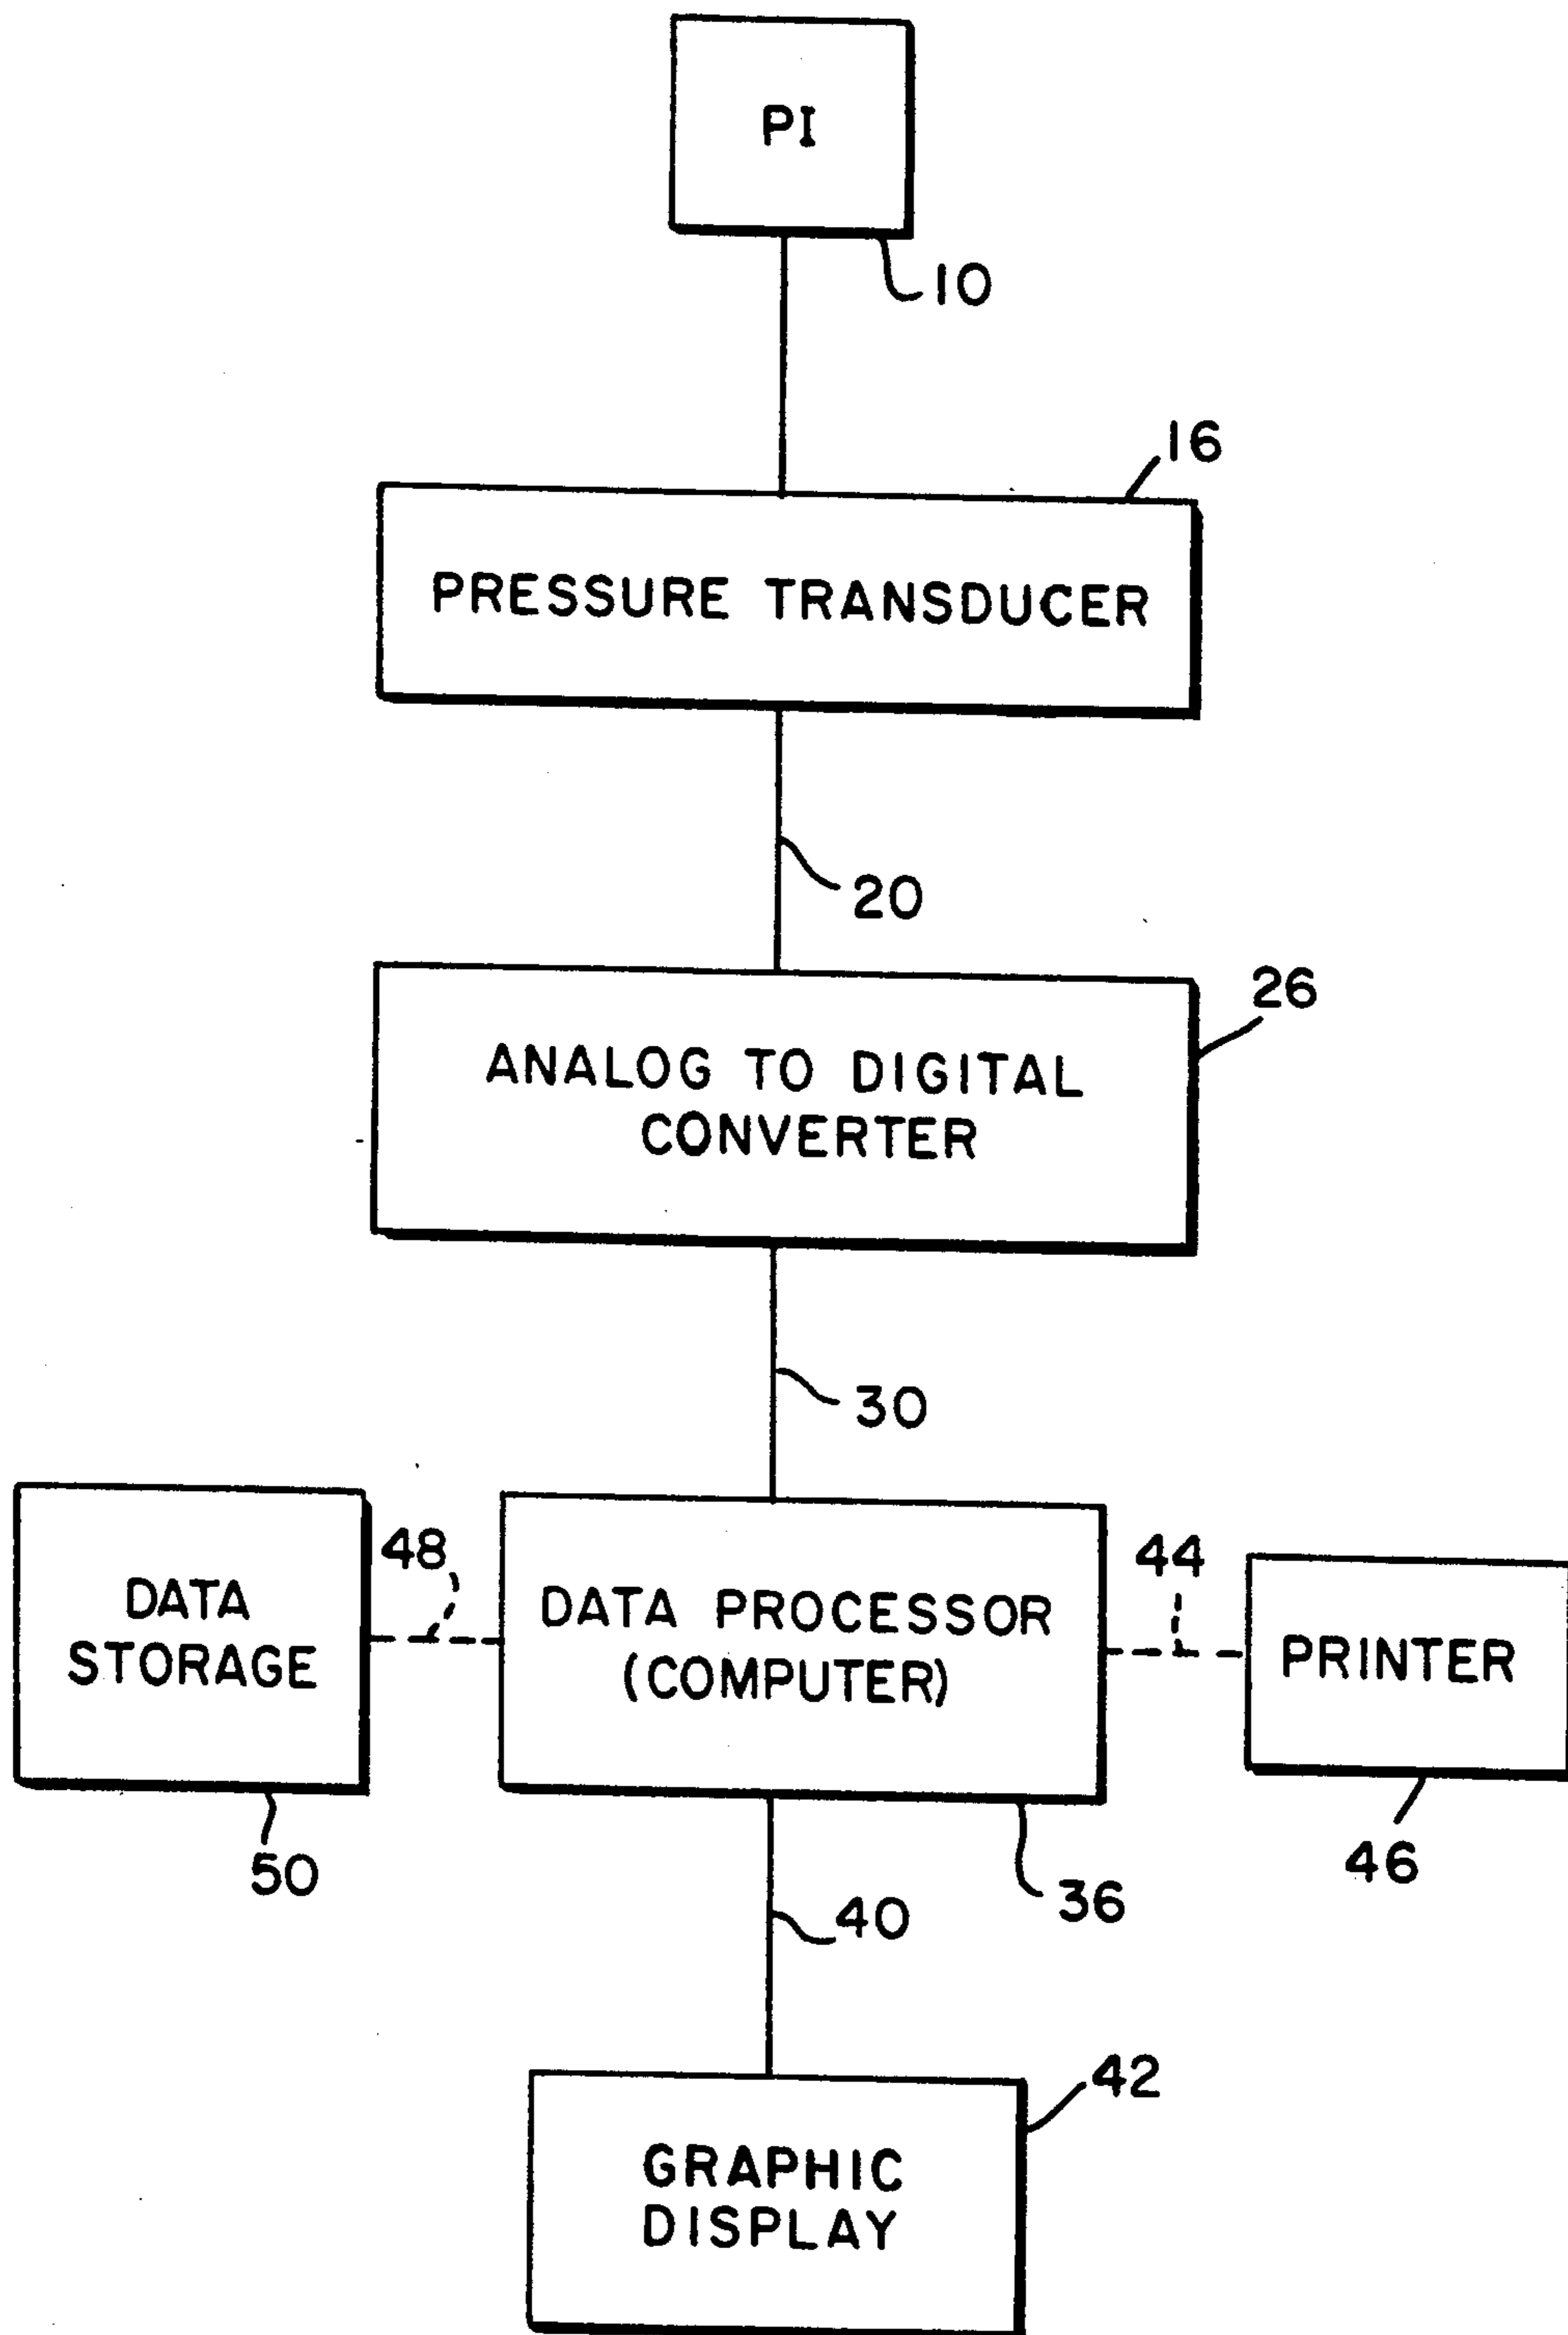 PI
10
16
PRESSURE TRANSDUCER
20
26
ANALOG TO DIGITAL
CONVERTER
30
48
44
DATA
STORAGE
DATA PROCESSOR
(COMPUTER)
PRINTER
50
36
46
40
42
GRAPHIC
DISPLAY